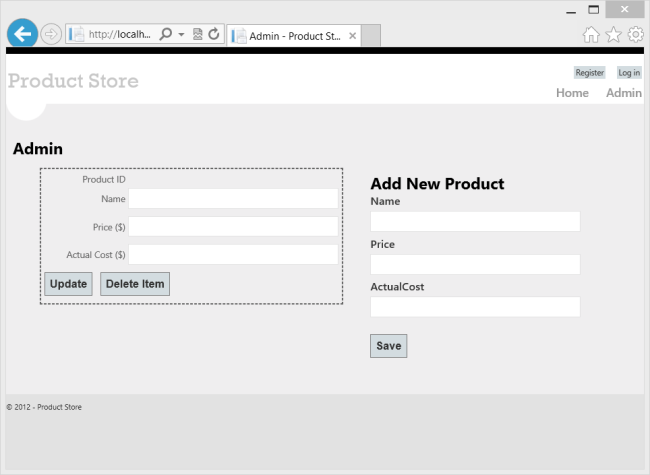 http://localh...
Admin - Product St...
Product Store
Register
Log in
Home
Admin
Admin
Product ID
Name
Price ($)
Actual Cost ($)
Update
Delete Item
Add New Product
Name
Price
ActualCost
Save
© 2012 - Product Store